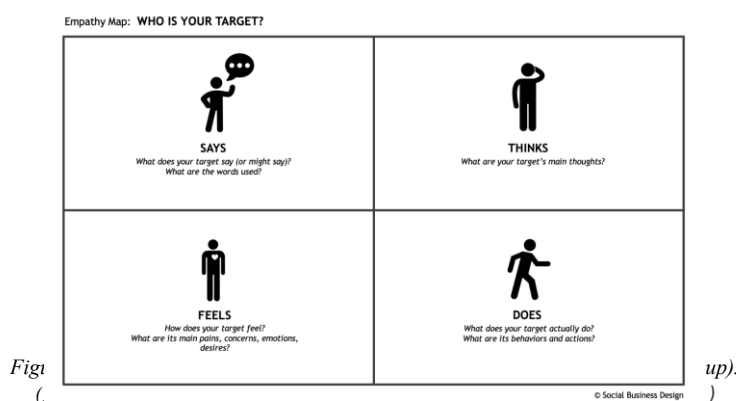 Empathy Map: WHO IS YOUR TARGET?
SAYS
What does your target say (or might say)?
What are the words used?
THINKS
What are your target's main thoughts?
FEELS
How does your target feel?
What are its main pains, concerns, emotions,
desires?
DOES
What does your target actually do?
What are its behaviors and actions?
up).
(
)
© Social Business Design